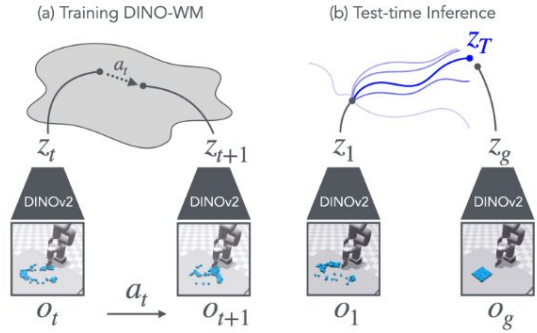 (a) Training DINO-WM
(b) Test-time Inference
a_t
z_T
z_t
z_{t+1}
z_1
z_g
DINOv2
DINOv2
DINOv2
DINOv2
a_t
o_t
o_{t+1}
o_1
o_g